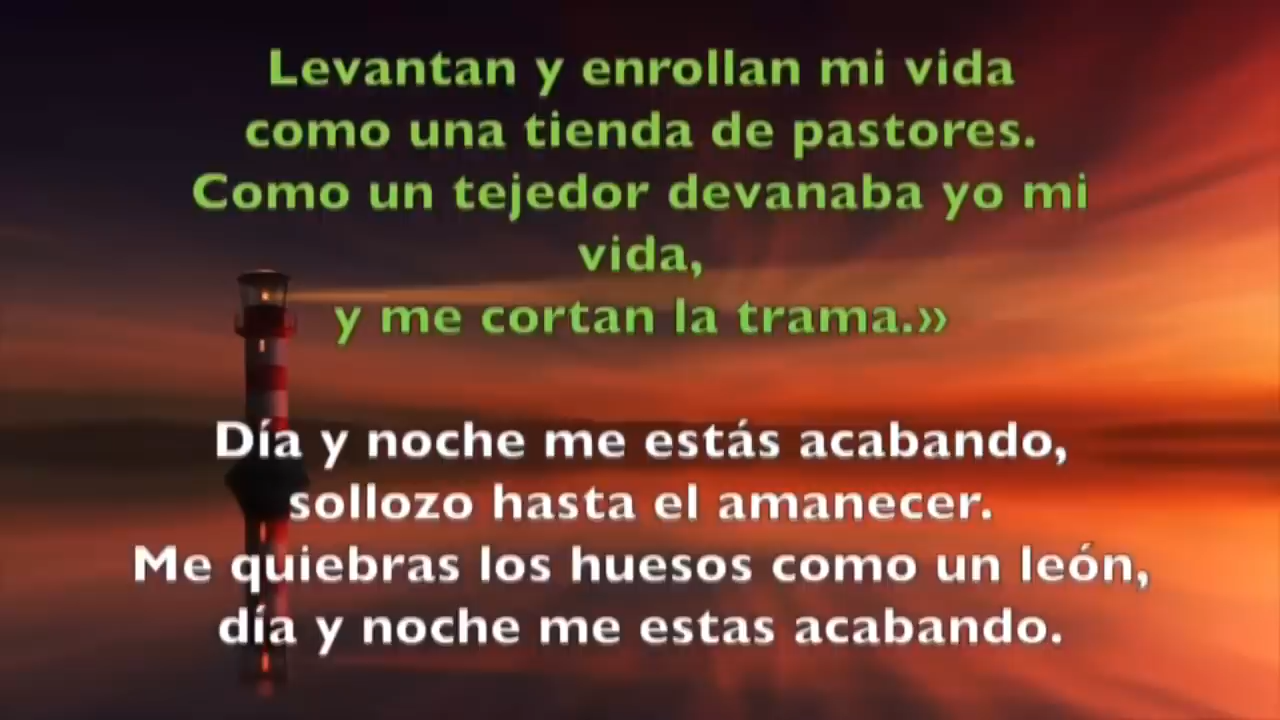 Levantan y enrollan mi vida
como una tienda de pastores.
Como un tejedor devanaba yo mi
vida,
y me cortan la trama.»
Día y noche me estás acabando,
sollozo hasta el amanecer.
Me quiebras los huesos como un león,
día y noche me estas acabando.